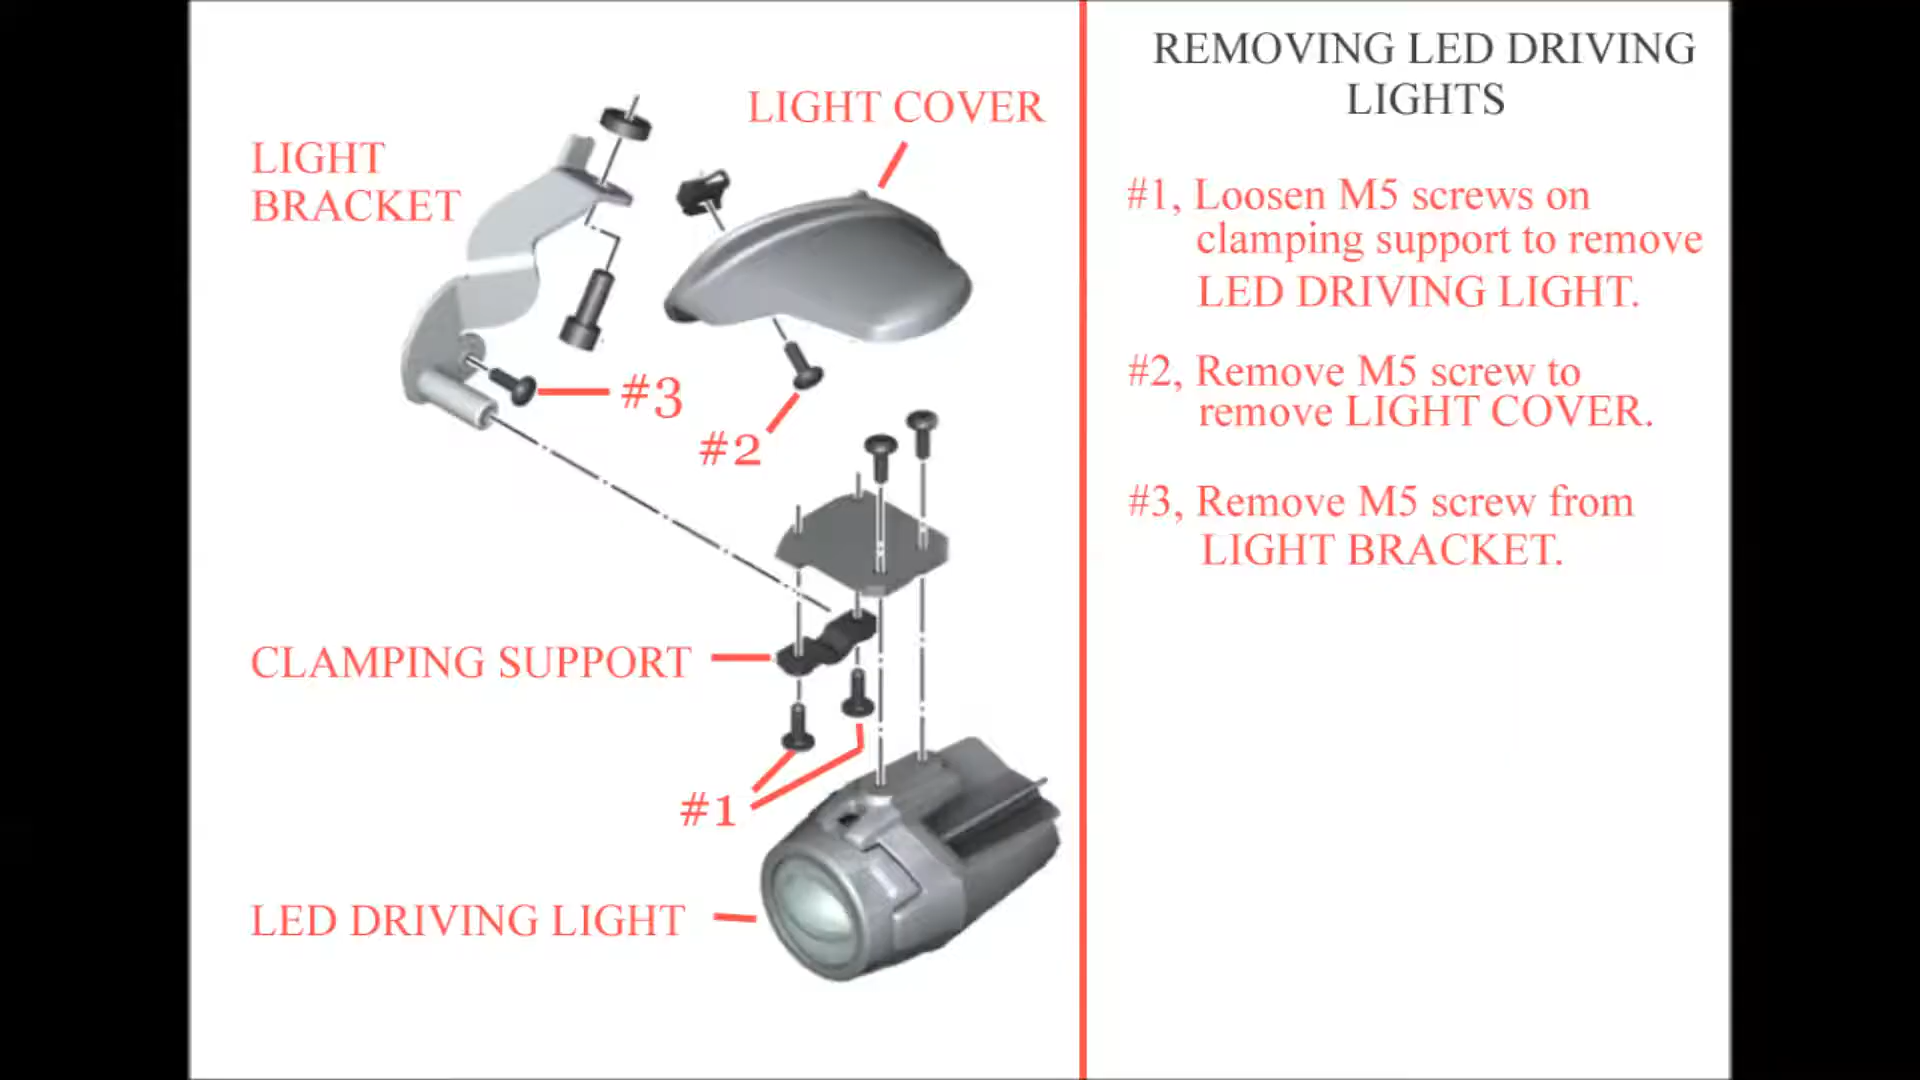 LIGHT COVER
LIGHT
BRACKET
#3
#2
CLAMPING SUPPORT
#1
LED DRIVING LIGHT
REMOVING LED DRIVING
LIGHTS
#1, Loosen M5 screws on
clamping support to remove
LED DRIVING LIGHT.
#2, Remove M5 screw to
remove LIGHT COVER.
#3, Remove M5 screw from
LIGHT BRACKET.